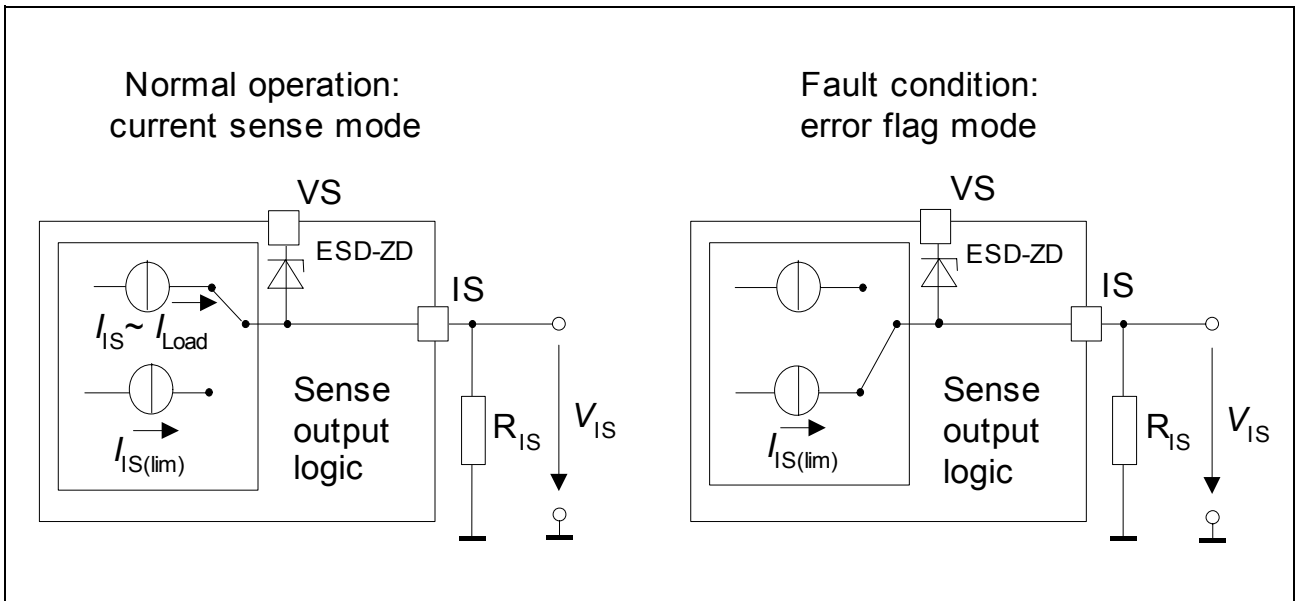 Normal operation:
current sense mode
VS
ESD-ZD
IS
I_IS ~ I_Load
I_IS(lim)
Sense
output
logic
R_IS
V_IS
Fault condition:
error flag mode
VS
ESD-ZD
IS
I_IS(lim)
Sense
output
logic
R_IS
V_IS